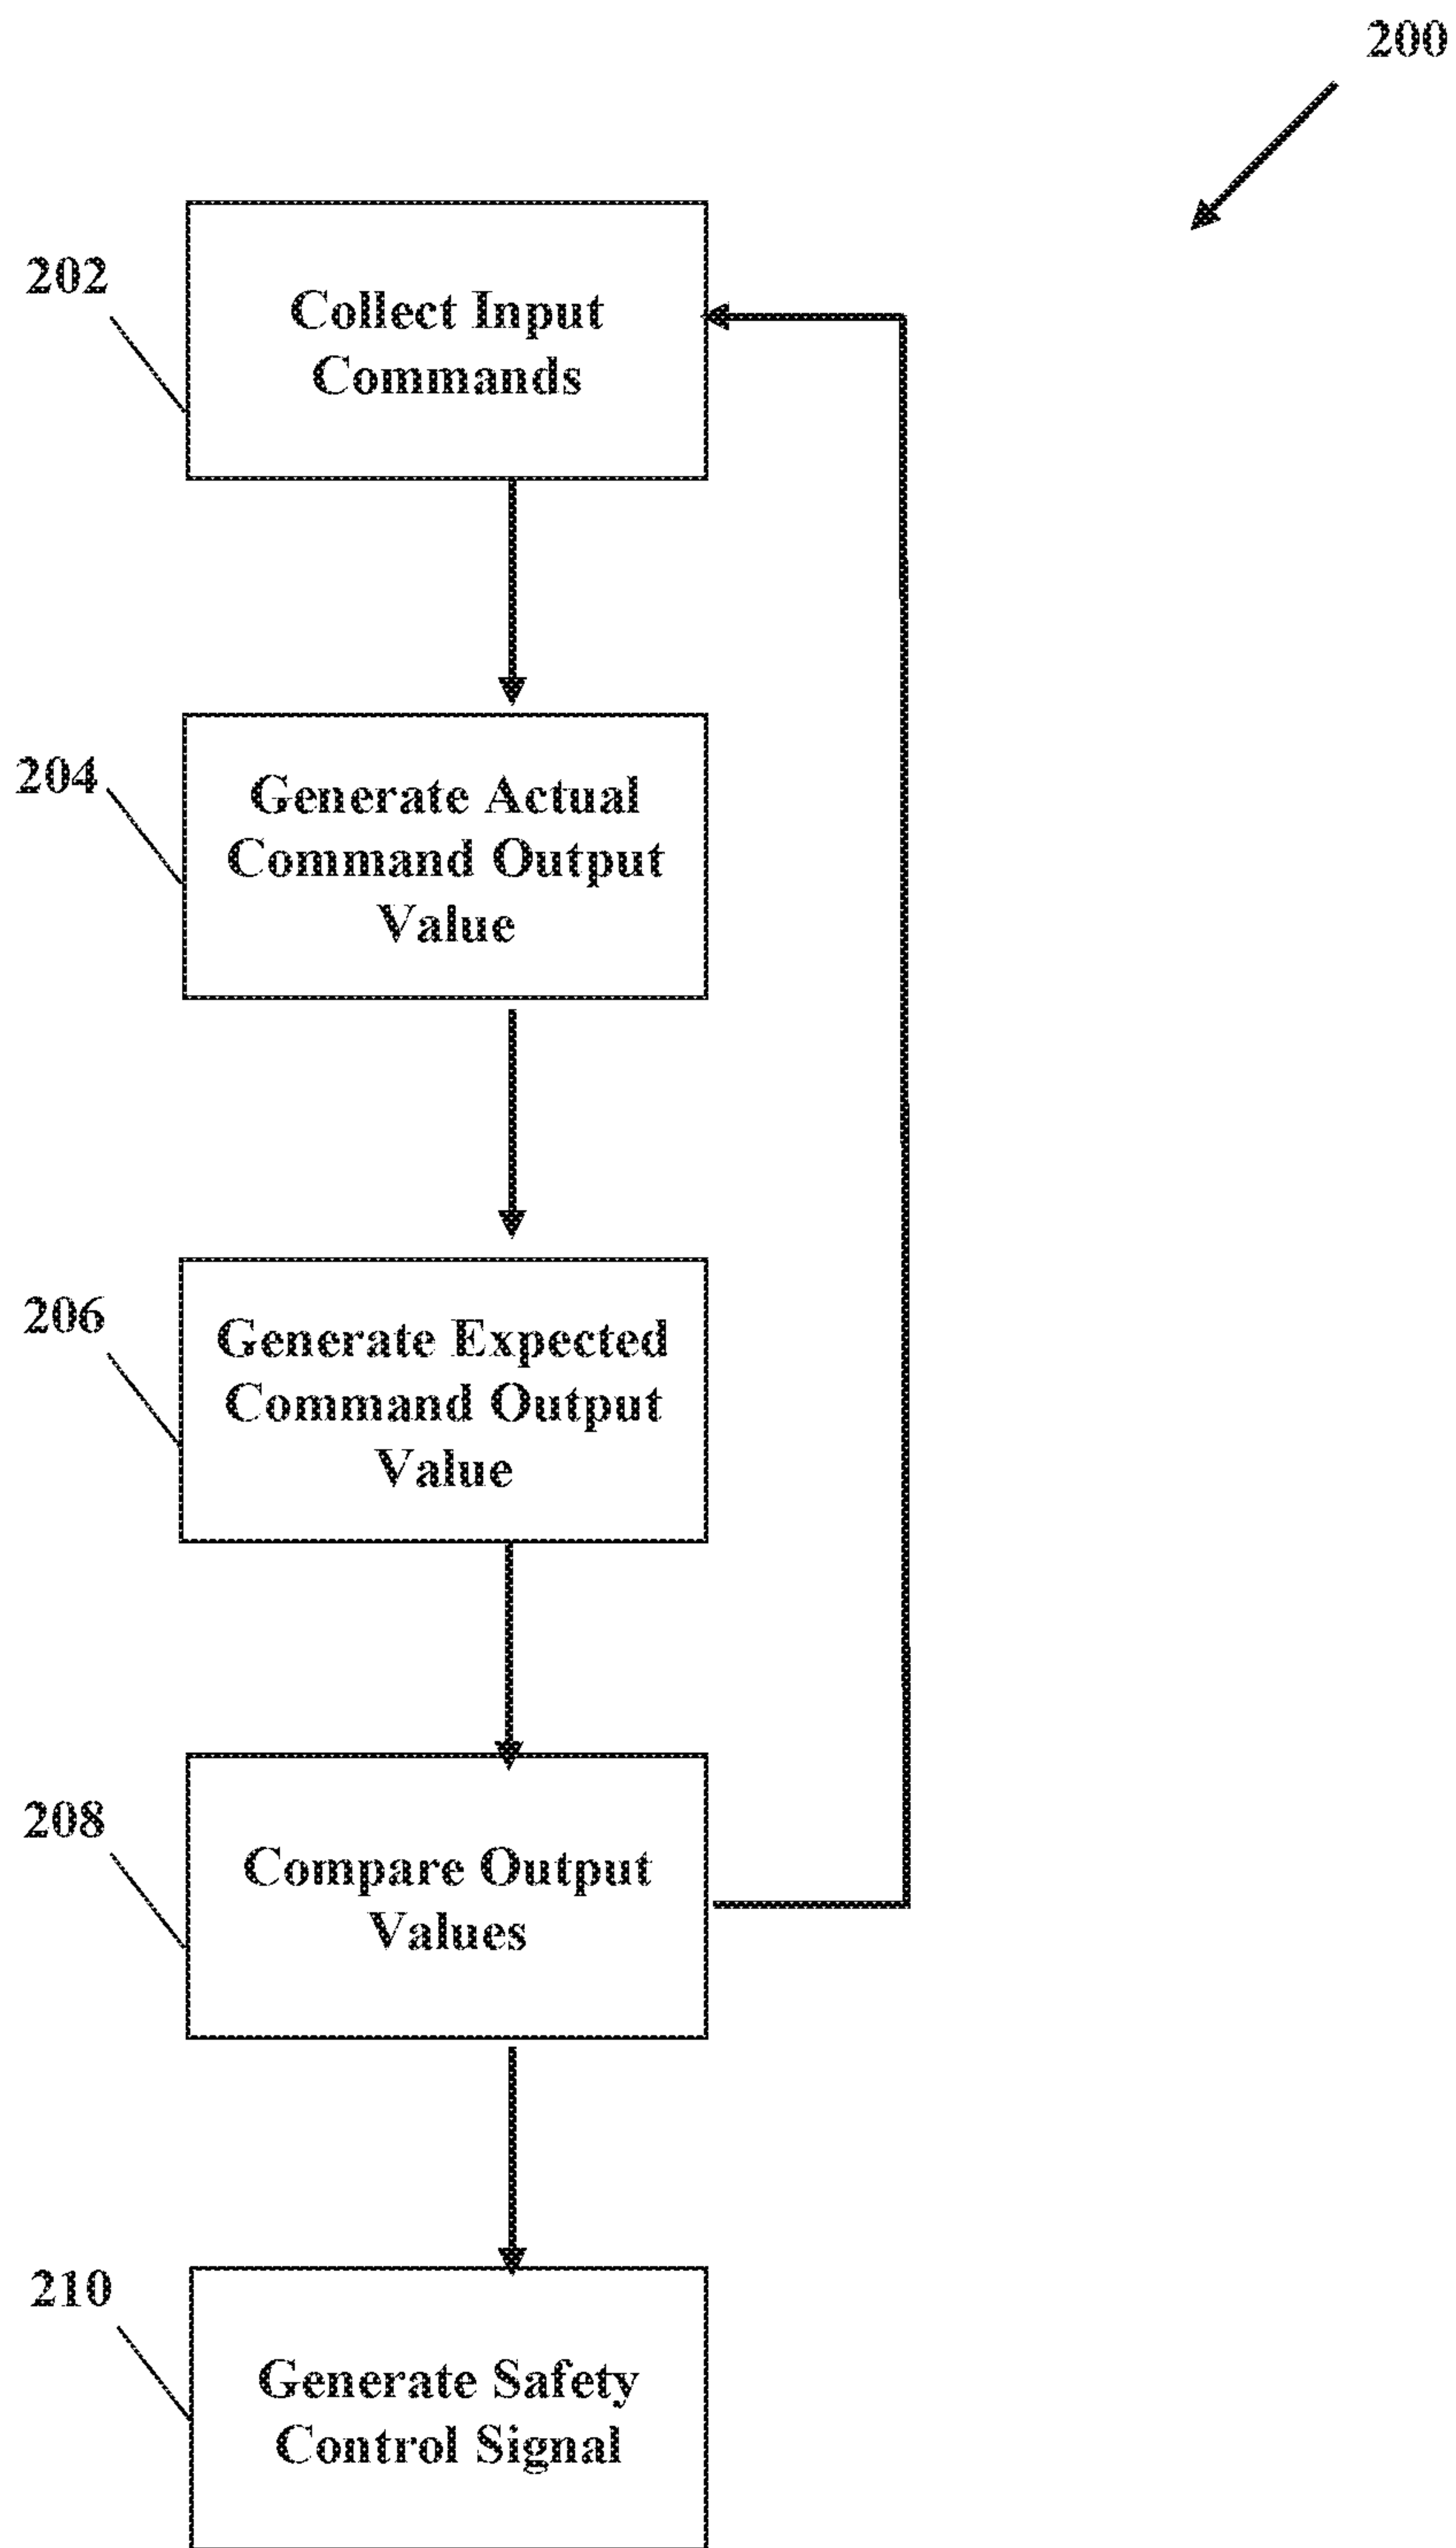 200
202
Collect Input
Commands
204
Generate Actual
Command Output
Value
206
Generate Expected
Command Output
Value
208
Compare Output
Values
210
Generate Safety
Control Signal